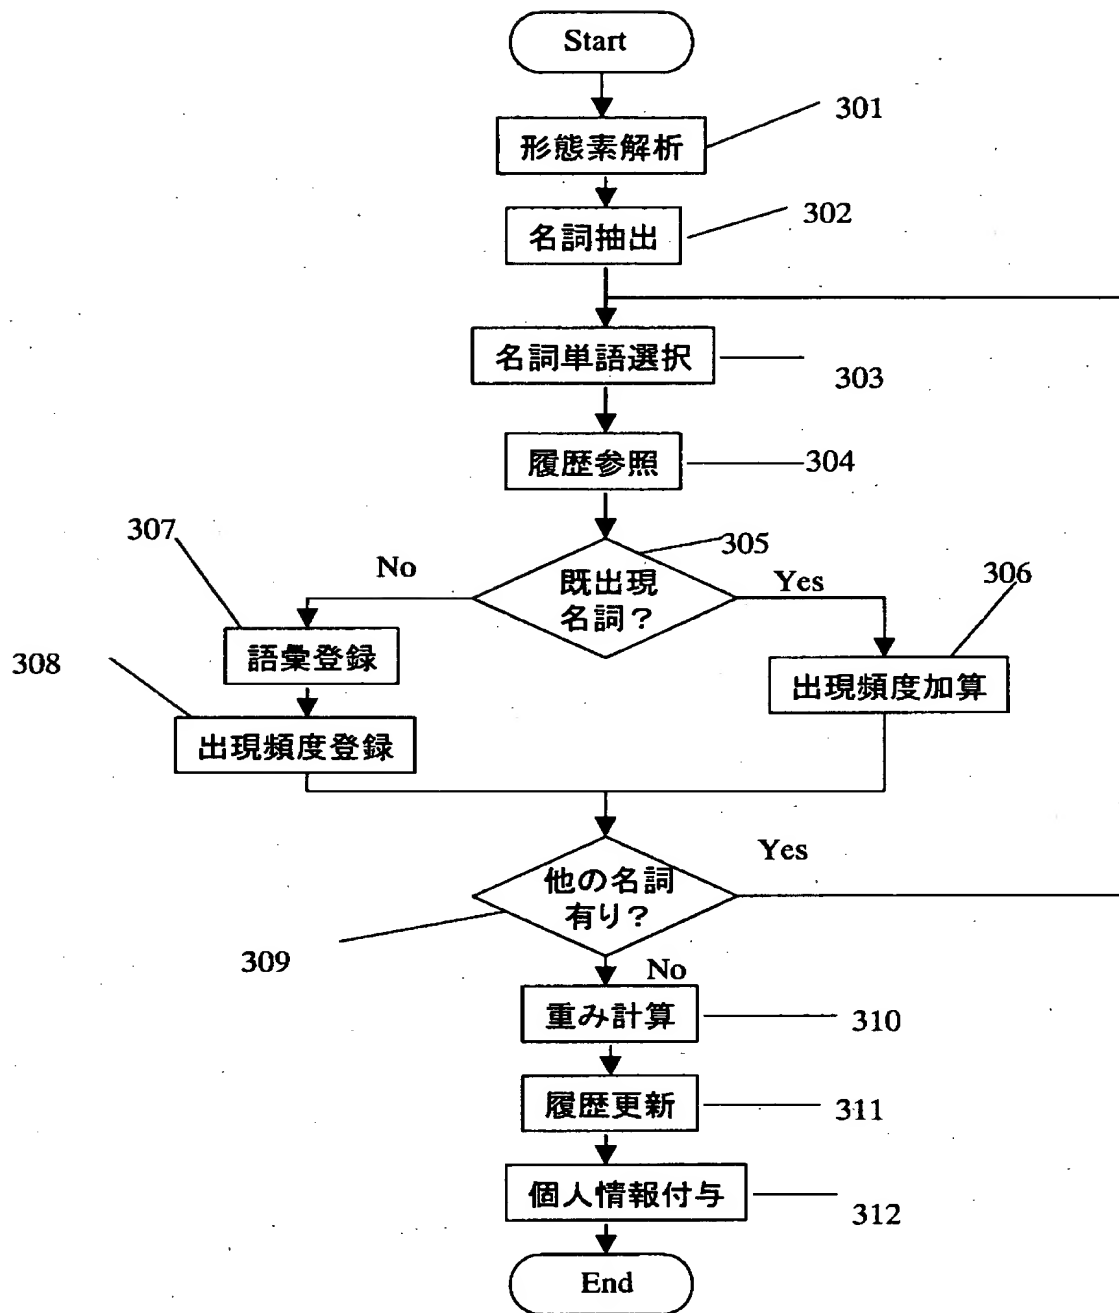 Start
301
形態素解析
302
名詞抽出
名詞単語選択
303
履歴参照
304
305
307
No
既出現
名詞?
Yes
306
語彙登録
308
出現頻度加算
出現頻度登録
Yes
他の名詞
有り?
309
No
重み計算
310
履歴更新
311
個人情報付与
312
End